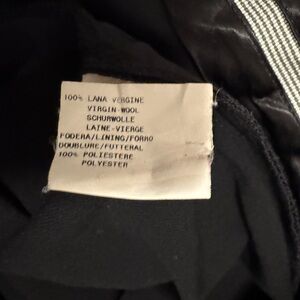 100% LANA VERGINE
VIRGIN WOOL
SCHURWOLLE
LAINE-VIERGE
FODERA/LINING/FORRO
DOUBLURE/FUTTERAL
100% POLIESTERE
POLYESTER